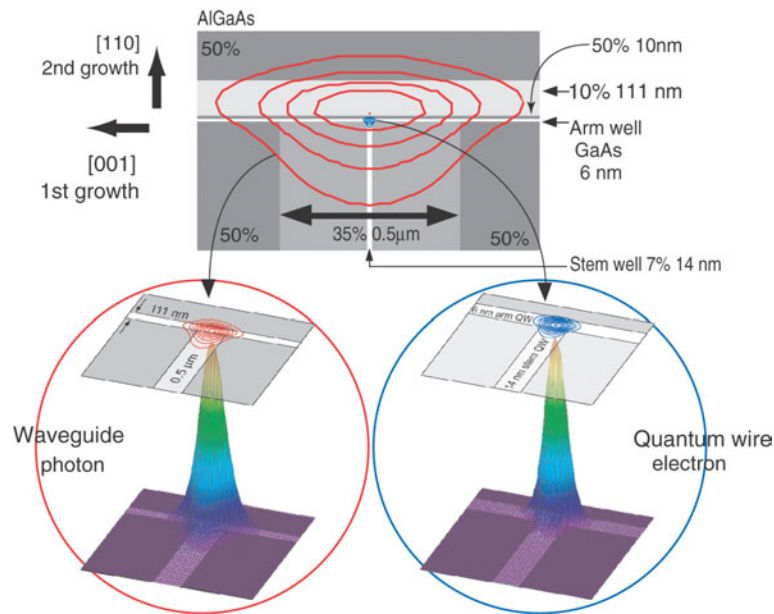 AlGaAs
[110]
2nd growth
50%
50% 10nm
10% 111 nm
Arm well
GaAs
6 nm
[001]
1st growth
50%
35% 0.5μm
50%
Stem well 7% 14 nm
111 nm
0.5 μm
6 nm arm QW
14 nm stem QW
Waveguide
photon
Quantum wire
electron